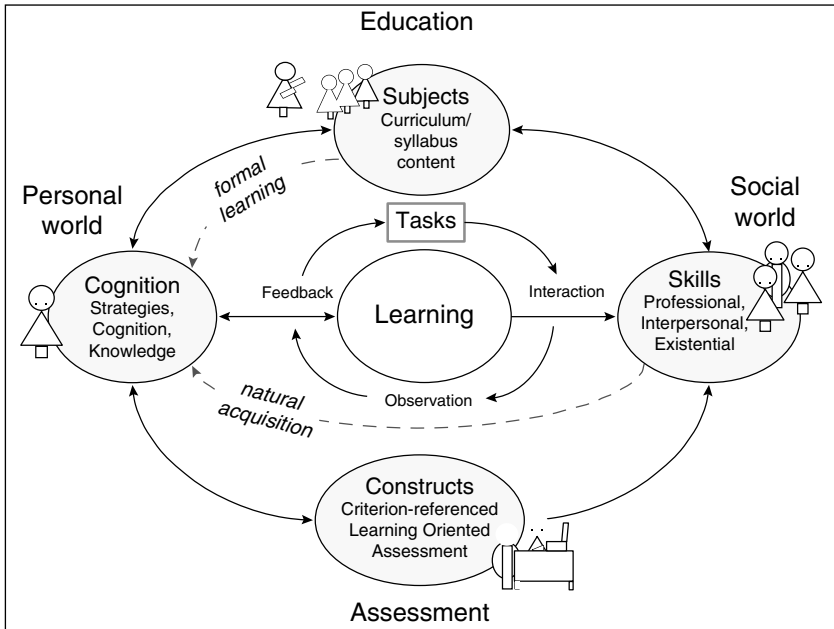 Education
Subjects
Curriculum/
syllabus
content
formal
learning
Personal
world
Social
world
Tasks
Cognition
Strategies,
Cognition,
Knowledge
Feedback
Learning
Interaction
Skills
Professional,
Interpersonal,
Existential
natural
acquisition
Observation
Constructs
Criterion-referenced
Learning Oriented
Assessment
Assessment